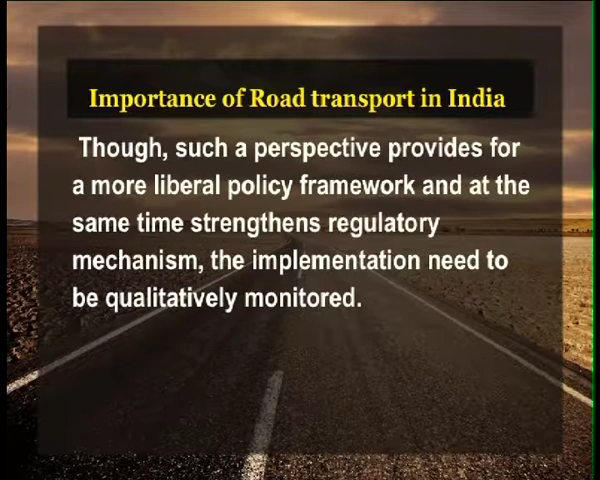 Importance of Road transport in India
Though, such a perspective provides for
a more liberal policy framework and at the
same time strengthens regulatory
mechanism, the implementation need to
be qualitatively monitored.